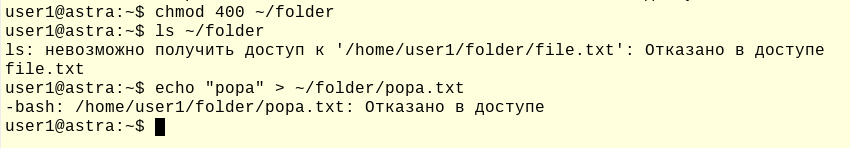 user1@astra:~$ chmod 400 ~/folder
user1@astra:~$ ls ~/folder
ls: невозможно получить доступ к '/home/user1/folder/file.txt': Отказано в доступе
file.txt
user1@astra:~$ echo "popa" > ~/folder/popa.txt
-bash: /home/user1/folder/popa.txt: Отказано в доступе
user1@astra:~$